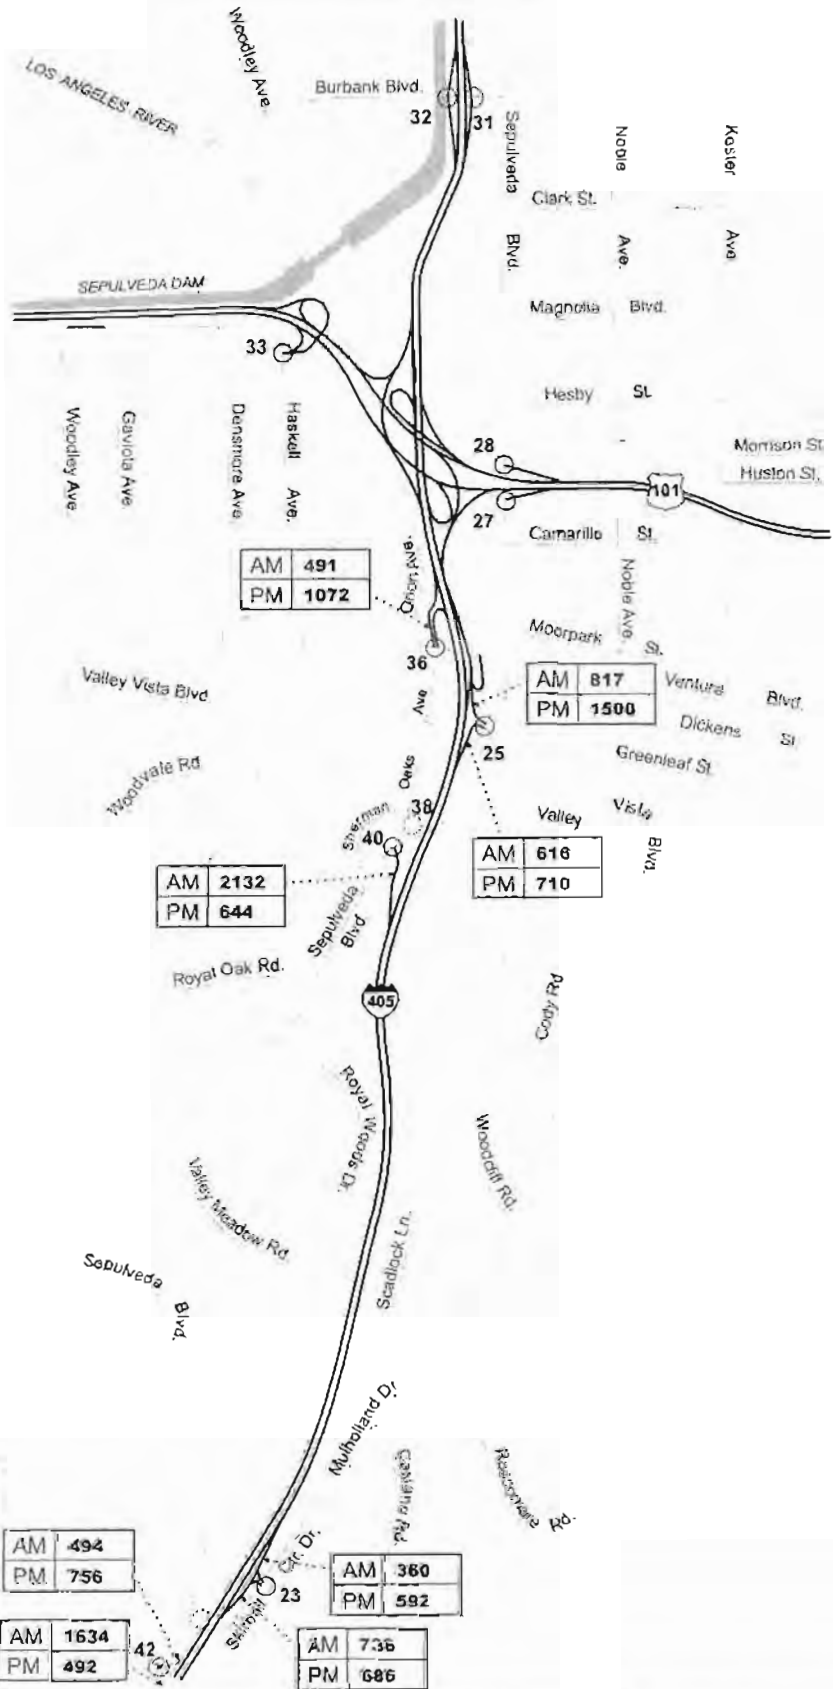 Woodley Ave.
LOS ANGELES RIVER
Burbank Blvd.
32
31
Sepulveda Blvd.
Noble Ave.
Kester Ave
Clark St.
SEPULVEDA DAM
Magnolia Blvd.
33
Hesby St.
Woodley Ave.
Gaviota Ave.
Densmore Ave.
Haskell Ave.
28
Morrison St.
Huston St.
101
27
Camarillo St.
Orion Ave.
AM 491
PM 1072
Noble Ave.
Moorpark St.
36
Valley Vista Blvd
AM 817
PM 1500
Ventura Blvd.
Dickens St
25
Greenleaf St.
Woodvale Rd
Sherman Oaks Ave
38
40
Valley Vista Blvd.
AM 616
PM 710
AM 2132
PM 644
Sepulveda Blvd
Royal Oak Rd.
405
Cody Rd
Royal Woods Dr.
Woodcliff Rd.
Valley Meadow Rd.
Scadlock Ln.
Sepulveda Blvd.
Mulholland Dr
Rd.
Roscomare Rd.
AM 494
PM 756
Skirball Ctr. Dr.
AM 360
PM 592
23
AM 1634
PM 492
42
AM 736
PM 686